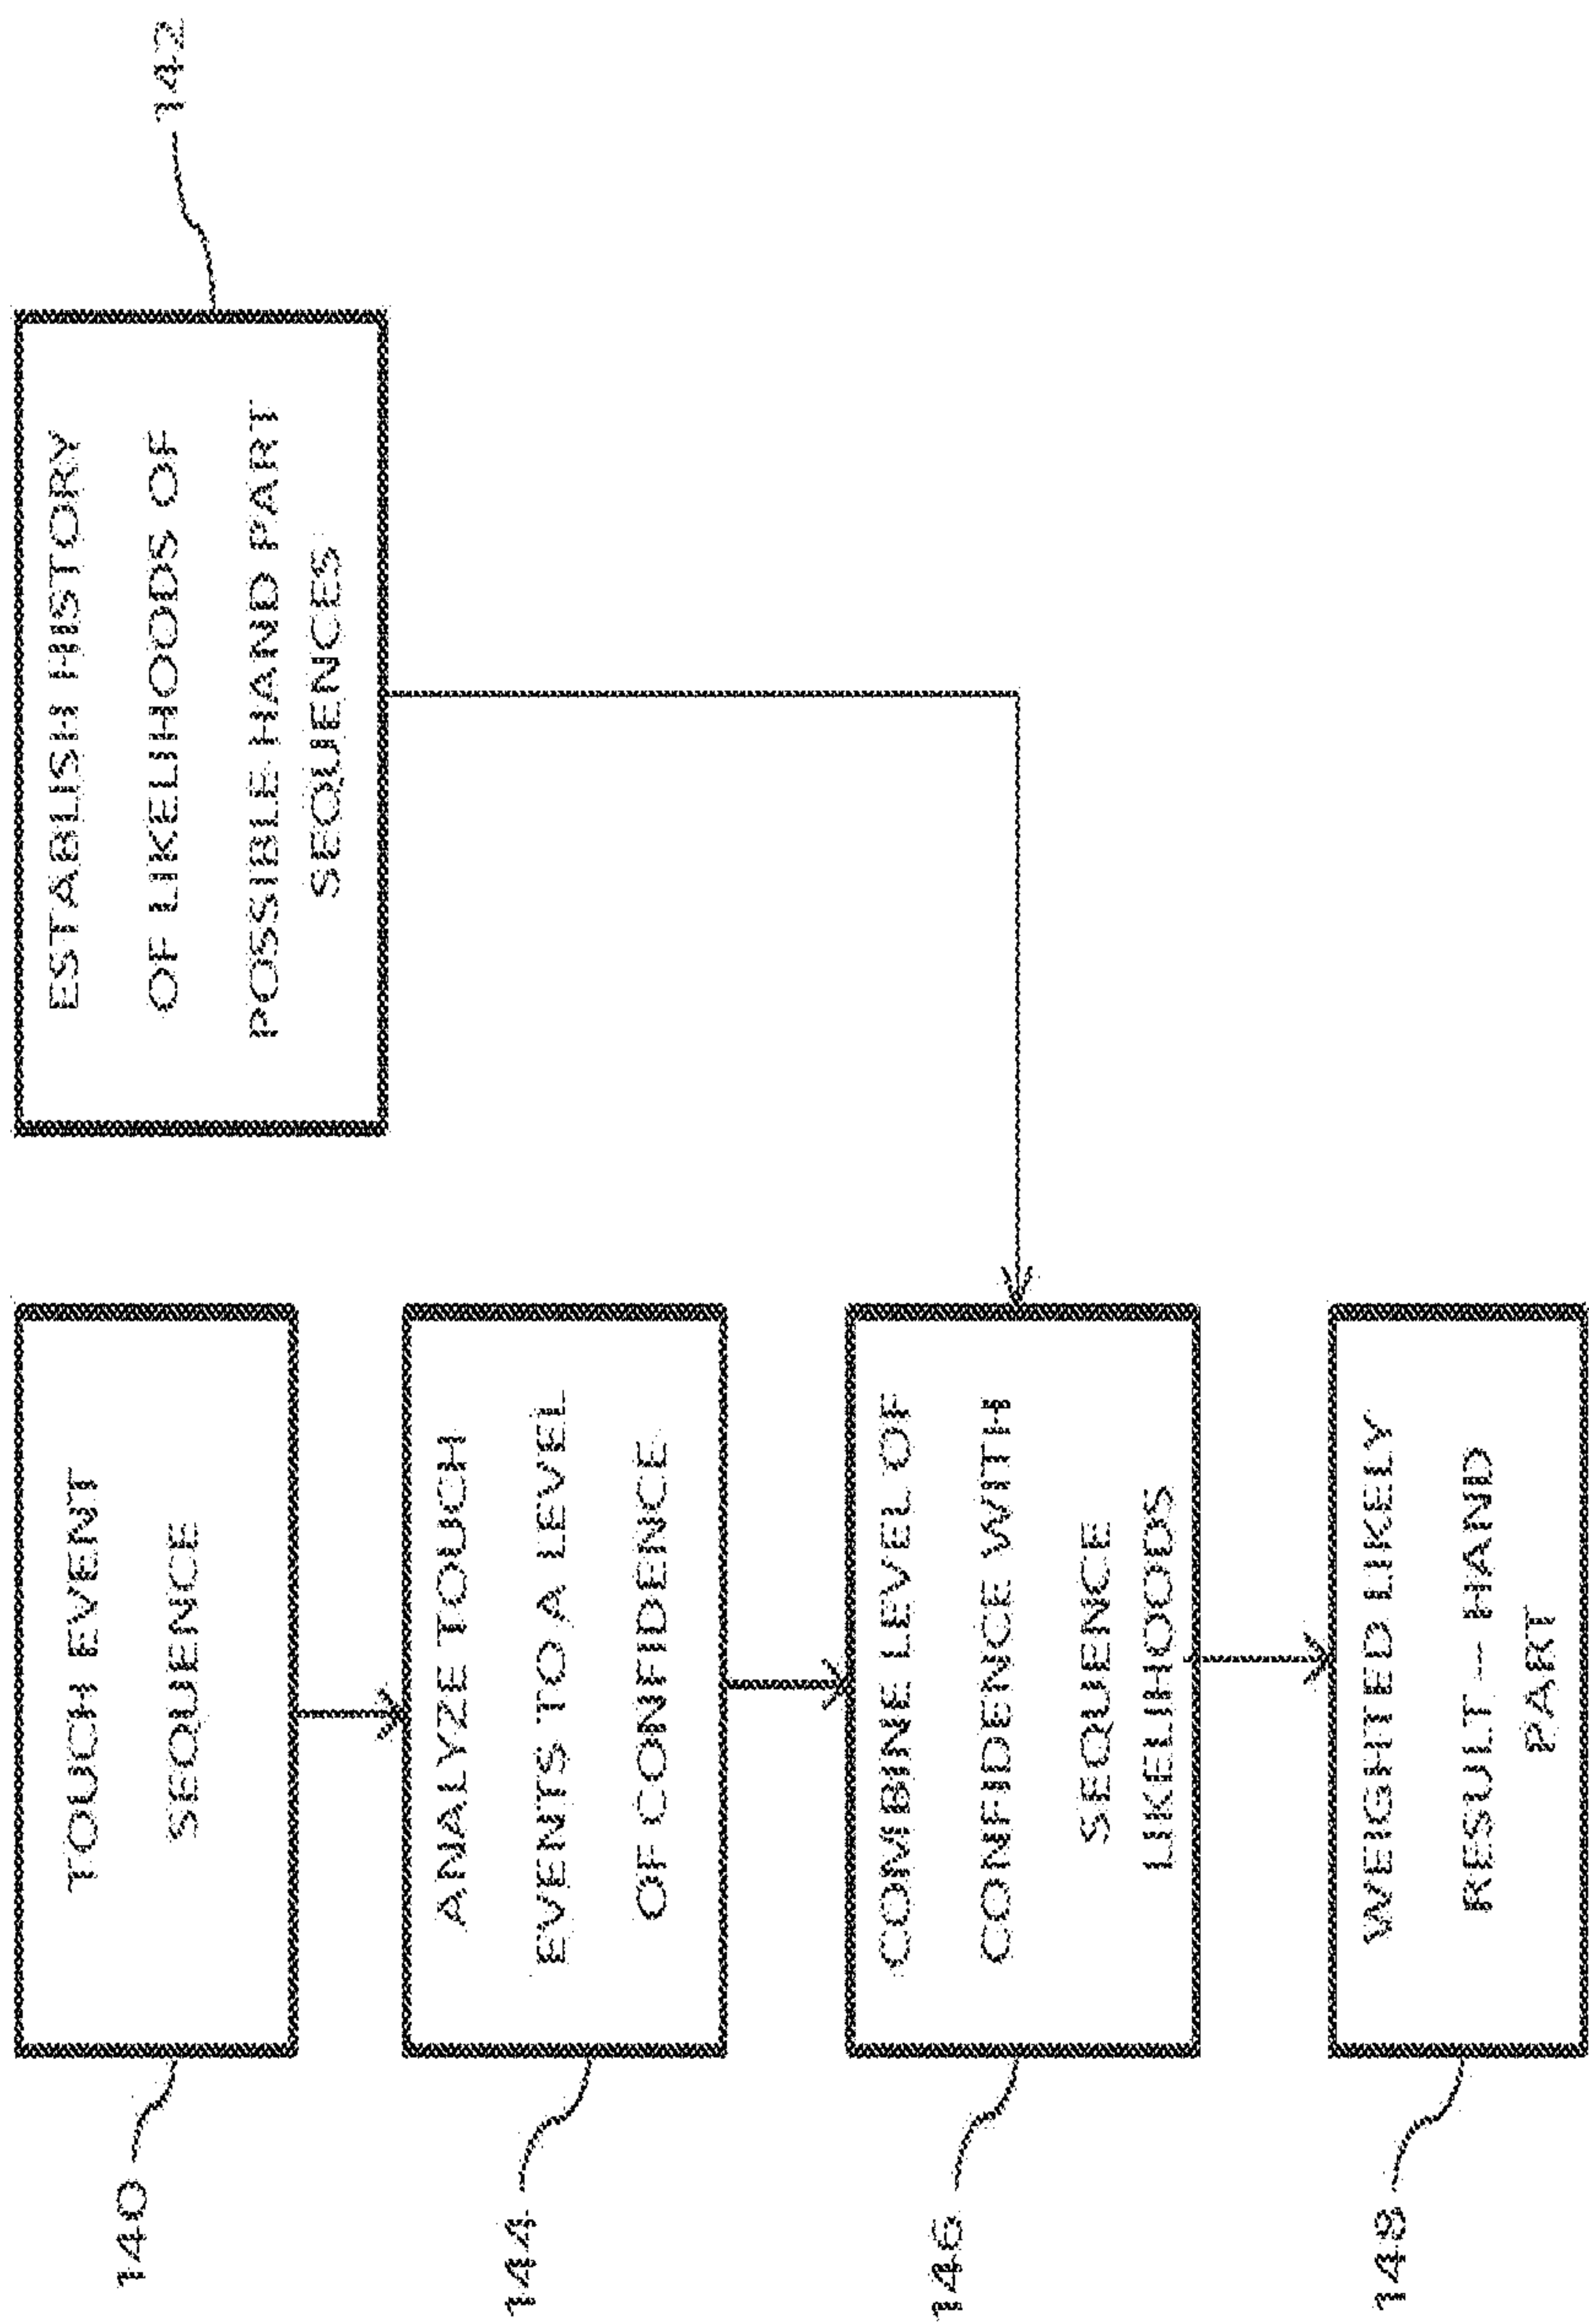 140
TOUCH EVENT
SEQUENCE
142
ESTABLISH HISTORY
OF LIKELIHOODS OF
POSSIBLE HAND PART
SEQUENCES
144
ANALYZE TOUCH
EVENTS TO A LEVEL
OF CONFIDENCE
146
COMBINE LEVEL OF
CONFIDENCE WITH
SEQUENCE
LIKELIHOODS
148
WEIGHTED LIKELY
RESULT -- HAND
PART